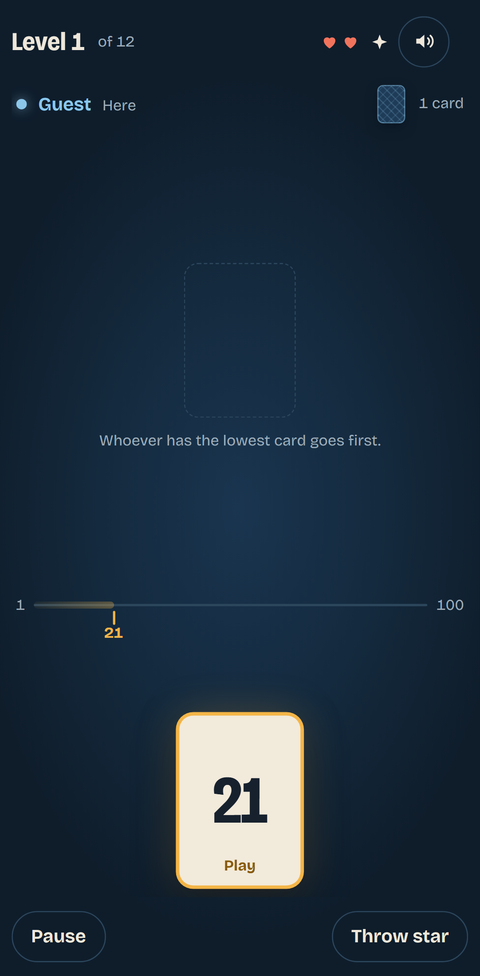 Level 1 of 12
Guest Here 1 card
Whoever has the lowest card goes first.
1 100
21
21
Play
Pause Throw star